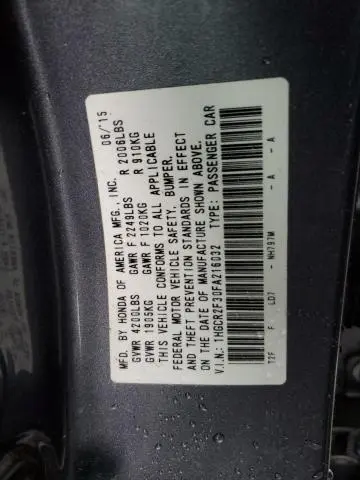 MFD. BY HONDA OF AMERICA MFG., INC. 06/15
GVWR 4200LBS GAWR F 2249LBS R 2006LBS
GVWR 1905KG GAWR F 1020KG R 910KG
THIS VEHICLE CONFORMS TO ALL APPLICABLE
FEDERAL MOTOR VEHICLE SAFETY, BUMPER,
AND THEFT PREVENTION STANDARDS IN EFFECT
ON THE DATE OF MANUFACTURE SHOWN ABOVE.
V.I.N.: 1HGCR2F30FA216032 TYPE: PASSENGER CAR
T2F F LD7 NH797M - A - A